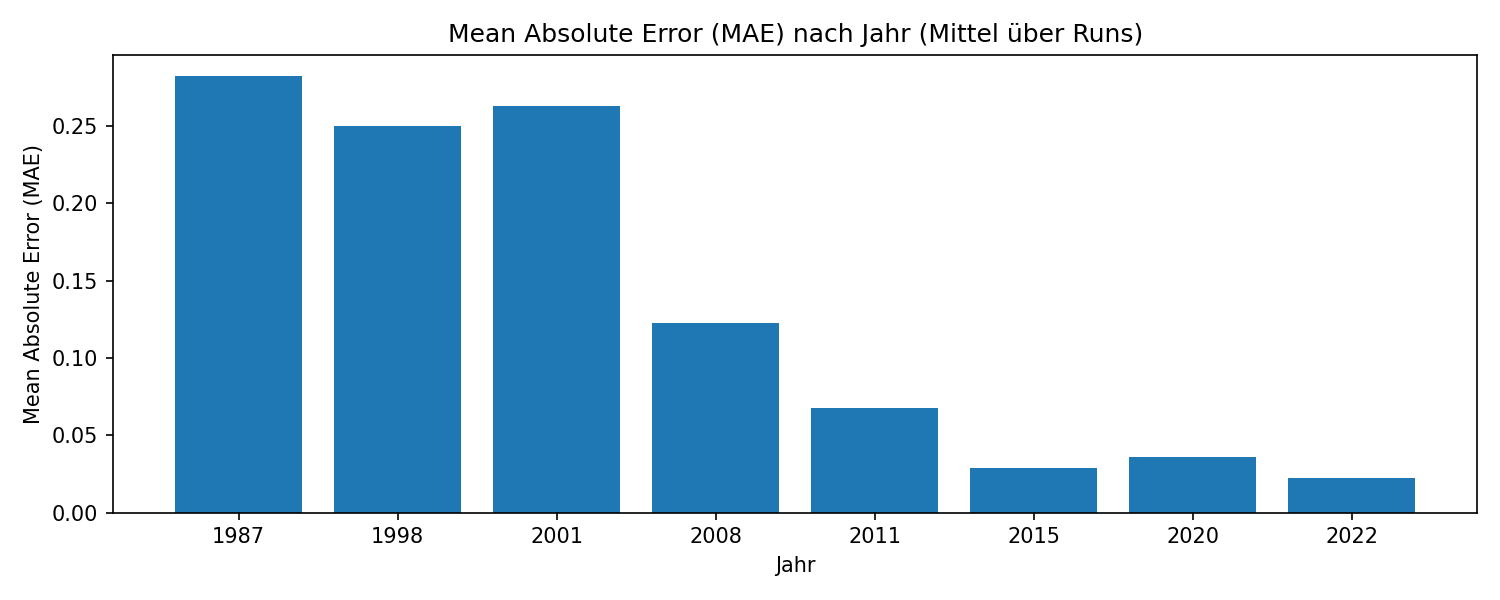 Mean Absolute Error (MAE) nach Jahr (Mittel über Runs)
Mean Absolute Error (MAE)
0.25
0.20
0.15
0.10
0.05
0.00
1987 1998 2001 2008 2011 2015 2020 2022
Jahr